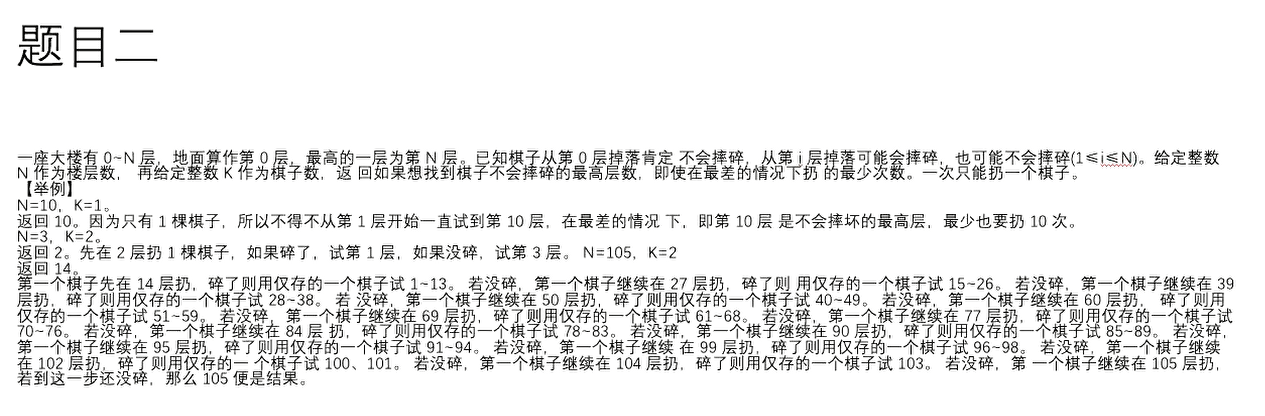 题目二
一座大楼有 0~N 层，地面算作第 0 层，最高的一层为第 N 层。已知棋子从第 0 层掉落肯定 不会摔碎，从第 i 层掉落可能会摔碎，也可能不会摔碎(1≤i≤N)。给定整数
N 作为楼层数， 再给定整数 K 作为棋子数，返 回如果想找到棋子不会摔碎的最高层数，即使在最差的情况下扔 的最少次数。一次只能扔一个棋子。
【举例】
N=10，K=1。
返回 10。因为只有 1 棵棋子，所以不得不从第 1 层开始一直试到第 10 层，在最差的情况 下，即第 10 层 是不会摔坏的最高层，最少也要扔 10 次。
N=3，K=2。
返回 2。先在 2 层扔 1 棵棋子，如果碎了，试第 1 层，如果没碎，试第 3 层。 N=105，K=2
返回 14。
第一个棋子先在 14 层扔，碎了则用仅存的一个棋子试 1~13。 若没碎，第一个棋子继续在 27 层扔，碎了则 用仅存的一个棋子试 15~26。 若没碎，第一个棋子继续在 39
层扔，碎了则用仅存的一个棋子试 28~38。 若 没碎，第一个棋子继续在 50 层扔，碎了则用仅存的一个棋子试 40~49。 若没碎，第一个棋子继续在 60 层扔， 碎了则用
仅存的一个棋子试 51~59。 若没碎，第一个棋子继续在 69 层扔，碎了则用仅存的一个棋子试 61~68。 若没碎，第一个棋子继续在 77 层扔，碎了则用仅存的一个棋子试
70~76。 若没碎，第一个棋子继续在 84 层 扔，碎了则用仅存的一个棋子试 78~83。 若没碎，第一个棋子继续在 90 层扔，碎了则用仅存的一个棋子试 85~89。 若没碎，
第一个棋子继续在 95 层扔，碎了则用仅存的一个棋子试 91~94。 若没碎，第一个棋子继续 在 99 层扔，碎了则用仅存的一个棋子试 96~98。 若没碎，第一个棋子继续
在 102 层扔，碎了则用仅存的一 个棋子试 100、101。 若没碎，第一个棋子继续在 104 层扔，碎了则用仅存的一个棋子试 103。 若没碎，第 一个棋子继续在 105 层扔，
若到这一步还没碎，那么 105 便是结果。